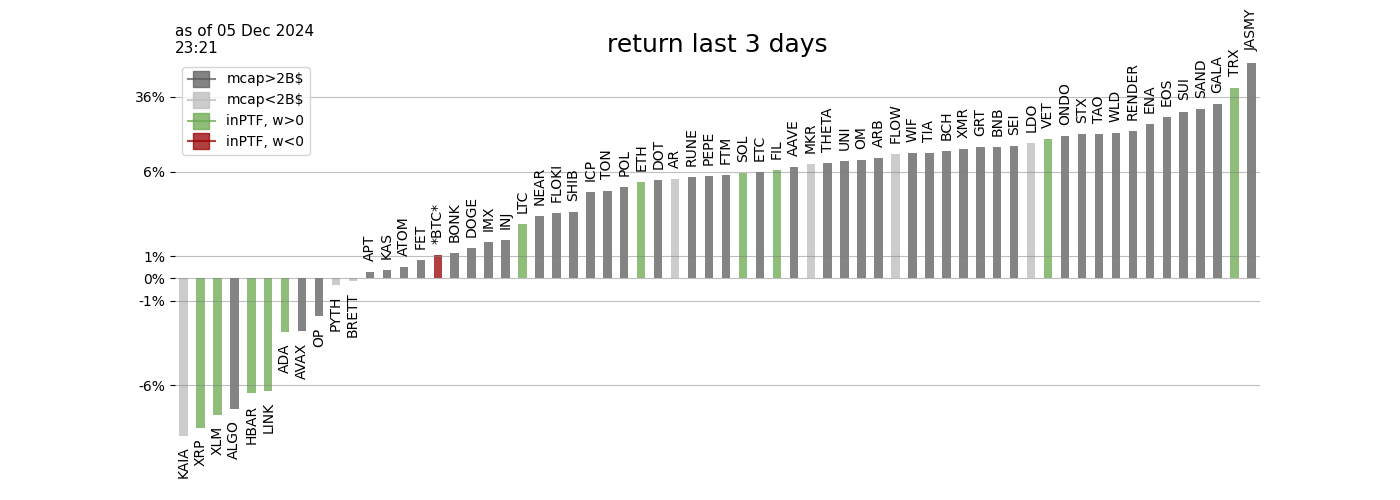 as of 05 Dec 2024
23:21
return last 3 days
mcap>2B$
mcap<2B$
inPTF, w>0
inPTF, w<0
36%
6%
1%
0%
-1%
-6%
KAIA
XRP
XLM
ALGO
HBAR
LINK
ADA
AVAX
OP
PYTH
BRETT
APT
KAS
ATOM
FET
*BTC*
BONK
DOGE
IMX
INJ
LTC
NEAR
FLOKI
SHIB
ICP
TON
POL
ETH
DOT
AR
RUNE
PEPE
FTM
SOL
ETC
FIL
AAVE
MKR
THETA
UNI
OM
ARB
FLOW
WIF
TIA
BCH
XMR
GRT
BNB
SEI
LDO
VET
ONDO
STX
TAO
WLD
RENDER
ENA
EOS
SUI
SAND
GALA
TRX
JASMY